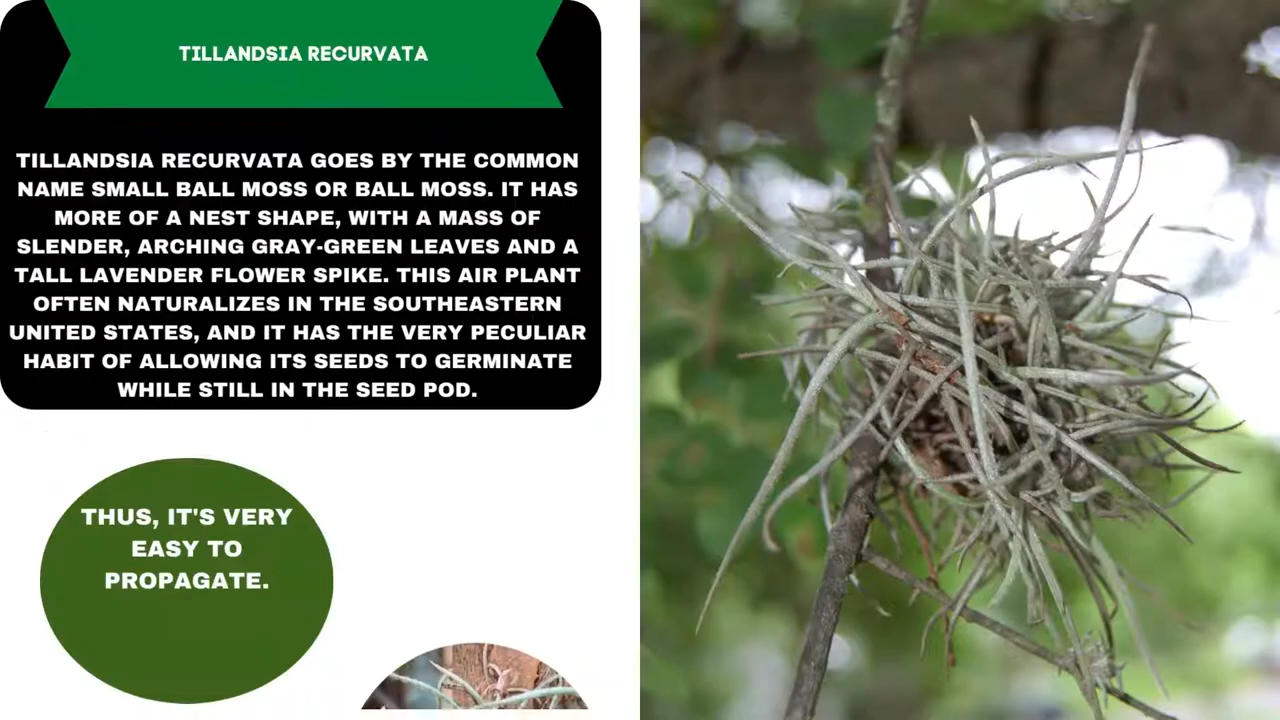 TILLANDSIA RECURVATA
TILLANDSIA RECURVATA GOES BY THE COMMON
NAME SMALL BALL MOSS OR BALL MOSS. IT HAS
MORE OF A NEST SHAPE, WITH A MASS OF
SLENDER, ARCHING GRAY-GREEN LEAVES AND A
TALL LAVENDER FLOWER SPIKE. THIS AIR PLANT
OFTEN NATURALIZES IN THE SOUTHEASTERN
UNITED STATES, AND IT HAS THE VERY PECULIAR
HABIT OF ALLOWING ITS SEEDS TO GERMINATE
WHILE STILL IN THE SEED POD.
THUS, IT'S VERY
EASY TO
PROPAGATE.